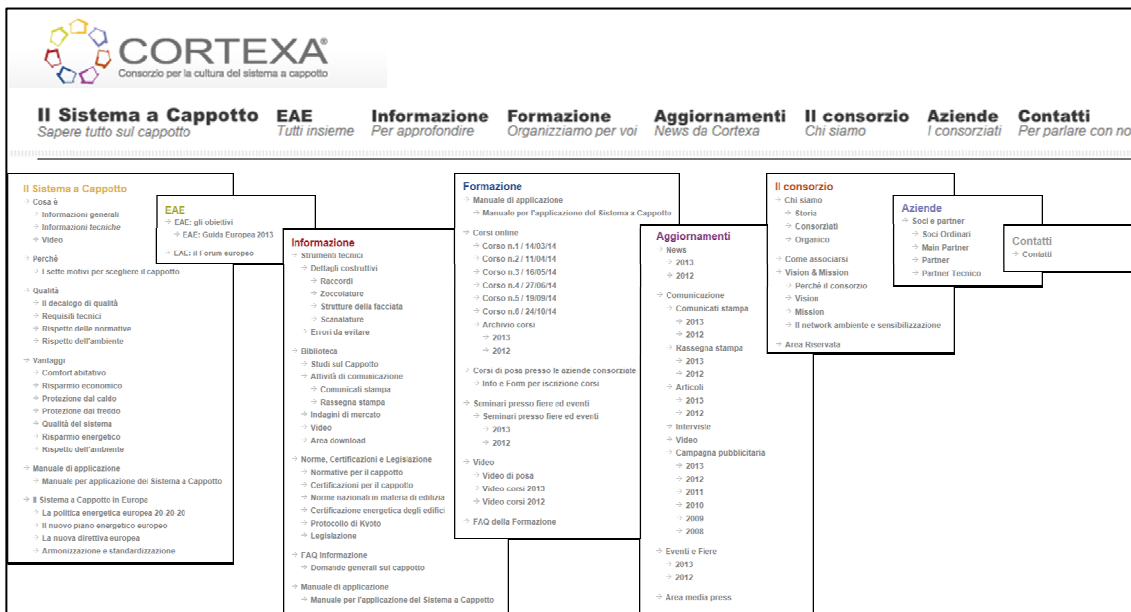 CORTEXA®
Consorzio per la cultura del sistema a cappotto
Il Sistema a Cappotto
Sapere tutto sul cappotto
EAE
Tutti insieme
Informazione
Per approfondire
Formazione
Organizziamo per voi
Aggiornamenti
News da Cortexa
Il consorzio
Chi siamo
Aziende
I consorziati
Contatti
Per parlare con no
Il Sistema a Cappotto
Cosa è
Informazioni generali
Informazioni tecniche
Video
Perché
I sette motivi per scegliere il cappotto
Qualità
Il decalogo di qualità
Requisiti tecnici
Rispetto delle normative
Rispetto dell'ambiente
Vantaggi
Comfort abitativo
Risparmio economico
Protezione dal caldo
Protezione dal freddo
Qualità del sistema
Risparmio energetico
Rispetto dell'ambiente
Manuale di applicazione
Manuale per applicazione del Sistema a Cappotto
Il Sistema a Cappotto in Europa
La politica energetica europea 20-20-20
Il nuovo piano energetico europeo
La nuova direttiva europea
Armonizzazione e standardizzazione
EAE
EAE: gli obiettivi
EAE: Guida Europea 2013
EAE: il Forum europeo
Informazione
Strumenti tecnici
Dettagli costruttivi
Raccordi
Zoccolature
Strutture della facciata
Scanalature
Errori da evitare
Biblioteca
Studi sul Cappotto
Attività di comunicazione
Comunicati stampa
Rassegna stampa
Indagini di mercato
Video
Area download
Norme, Certificazioni e Legislazione
Normative per il cappotto
Certificazioni per il cappotto
Norme nazionali in materia di edilizia
Certificazione energetica degli edifici
Protocollo di Kyoto
Legislazione
FAQ Informazione
Domande generali sul cappotto
Manuale di applicazione
Manuale per l'applicazione del Sistema a Cappotto
Formazione
Manuale di applicazione
Manuale per l'applicazione del Sistema a Cappotto
Corsi online
Corso n.1 / 14/03/14
Corso n.2 / 11/04/14
Corso n.3 / 16/05/14
Corso n.4 / 27/06/14
Corso n.5 / 19/09/14
Corso n.6 / 24/10/14
Archivio corsi
2013
2012
Corsi di posa presso le aziende consorziate
Info e Form per iscrizione corsi
Seminari presso fiere ed eventi
Seminari presso fiere ed eventi
2013
2012
Video
Video di posa
Video corsi 2013
Video corsi 2012
FAQ della Formazione
Aggiornamenti
News
2013
2012
Comunicazione
Comunicati stampa
2013
2012
Rassegna stampa
2013
2012
Articoli
2013
2012
Interviste
Video
Campagna pubblicitaria
2013
2012
2011
2010
2009
2008
Eventi e Fiere
2013
2012
Area media press
Il consorzio
Chi siamo
Storia
Consorziati
Organico
Come associarsi
Vision & Mission
Perché il consorzio
Vision
Mission
Il network ambiente e sensibilizzazione
Area Riservata
Aziende
Soci e partner
Soci Ordinari
Main Partner
Partner
Partner Tecnico
Contatti
Contatti